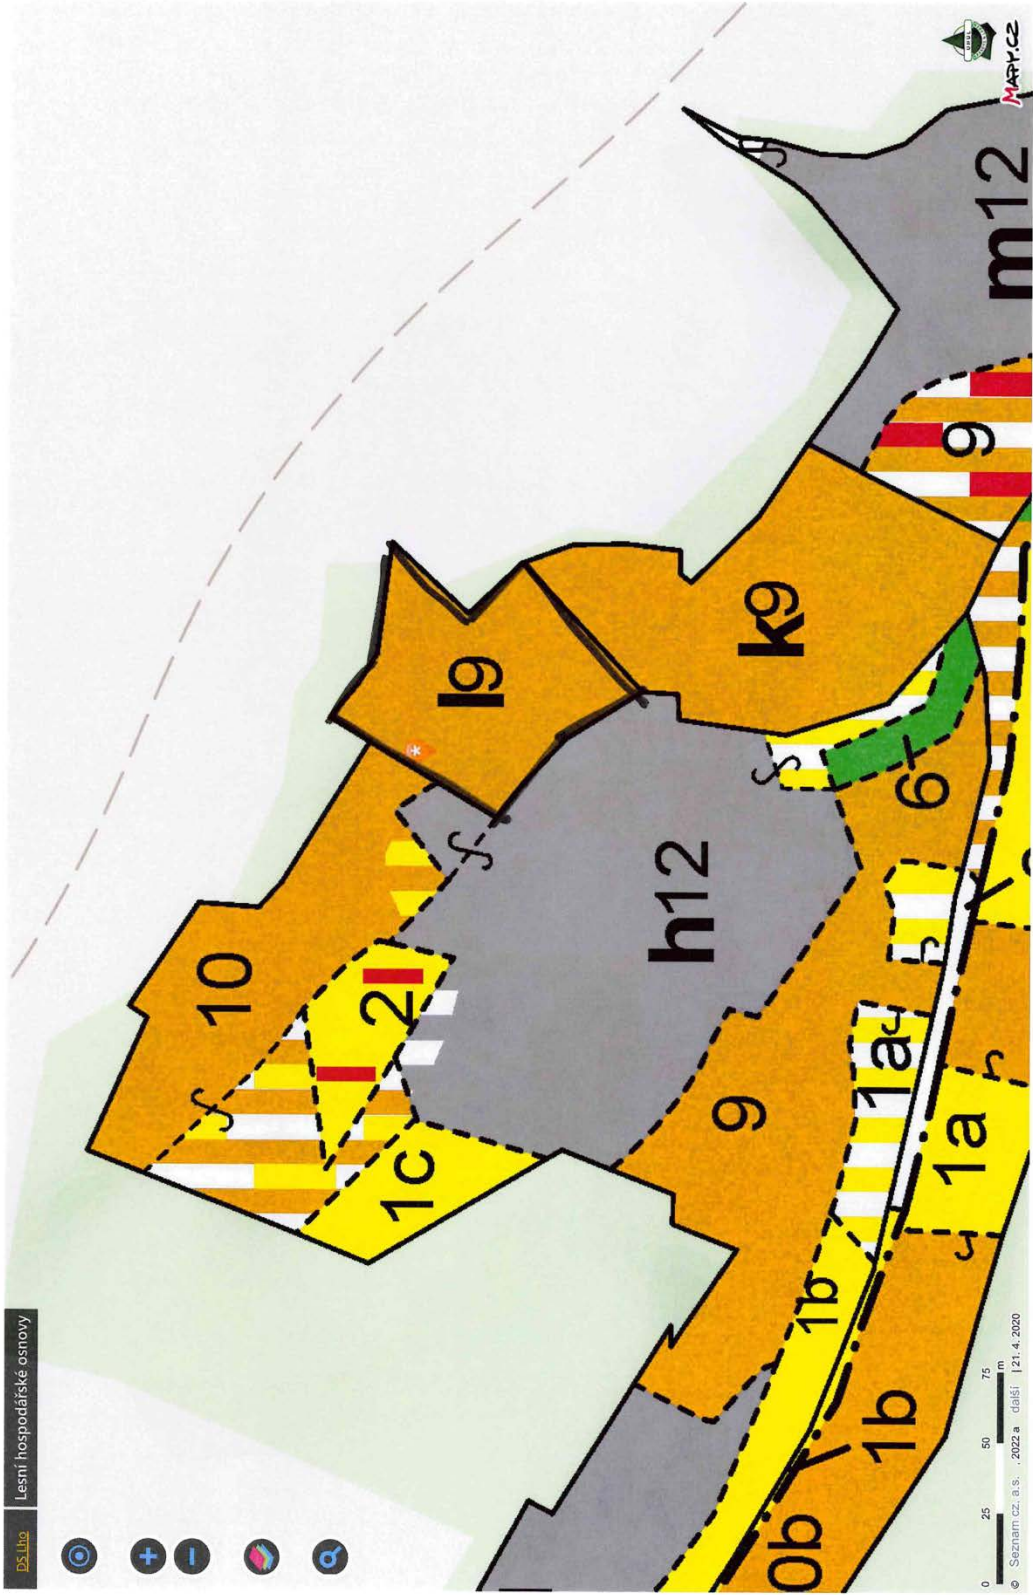 DS Lho
Lesní hospodářské osnovy
10
2
1c
l9
h12
k9
9
6
1a
1b
9
m12
1a
1b
0b
0 25 50 75
m
© Seznam cz, a.s. , 2022 a další | 21. 4. 2020
MAPY.CZ